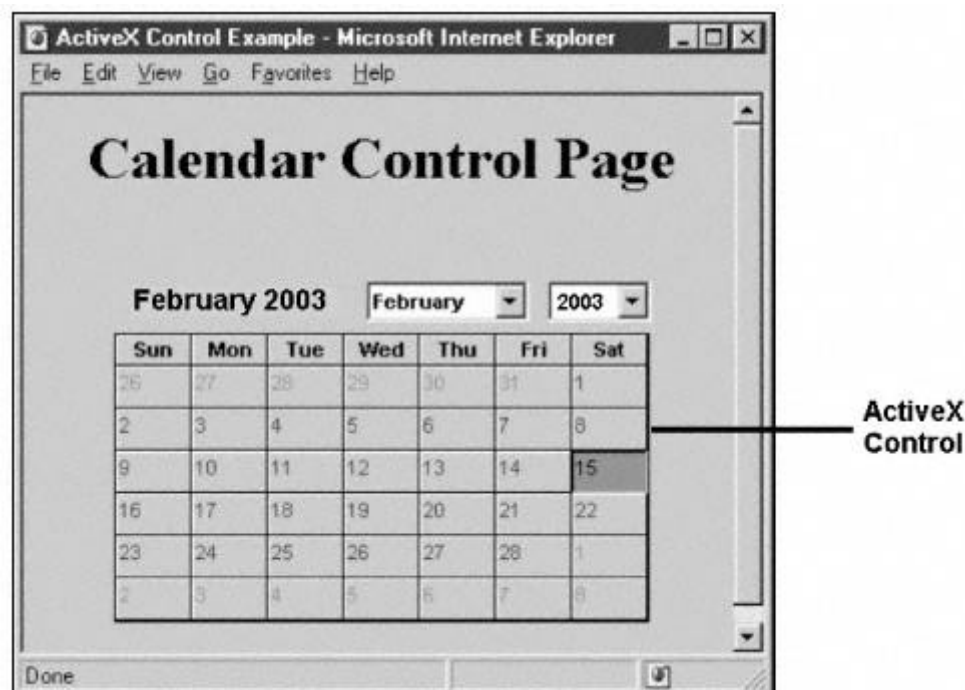 ActiveX Control Example - Microsoft Internet Explorer
File Edit View Go Favorites Help
Calendar Control Page
February 2003 February 2003
Sun Mon Tue Wed Thu Fri Sat
26 27 28 29 30 31 1
2 3 4 5 6 7 8
9 10 11 12 13 14 15
16 17 18 19 20 21 22
23 24 25 26 27 28 1
2 3 4 5 6 7 8
ActiveX
Control
Done